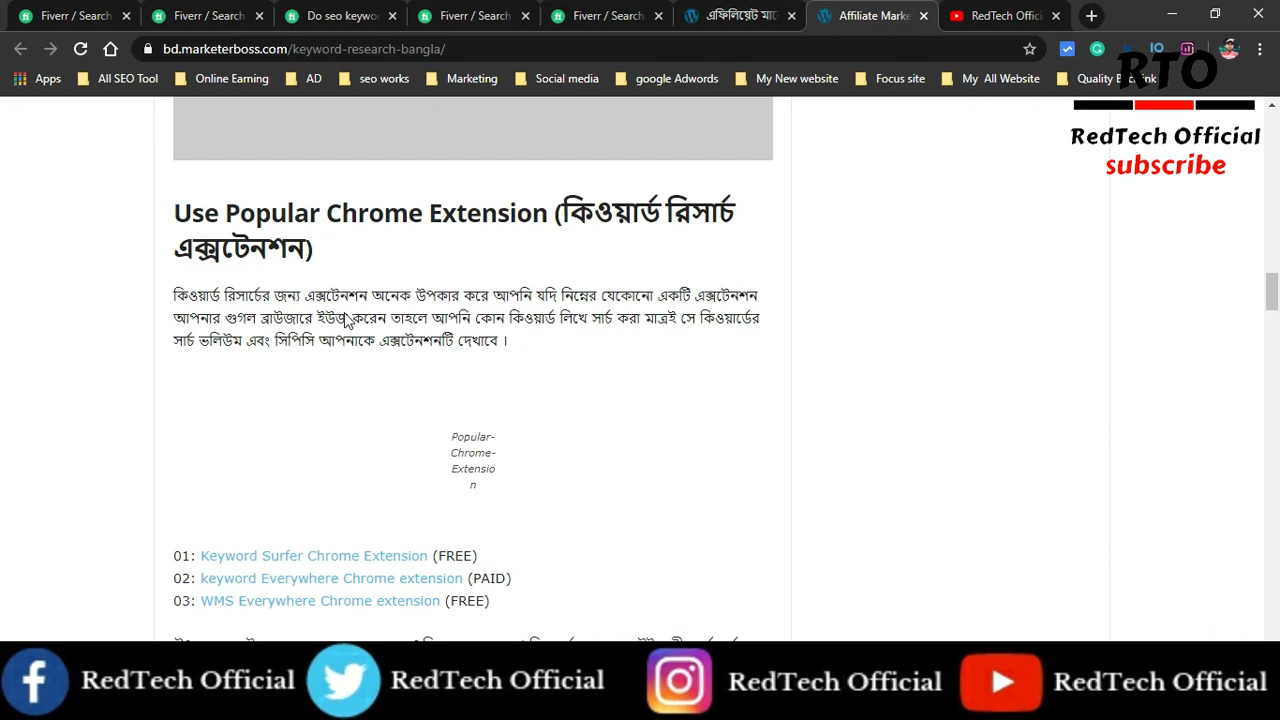 Fiverr / Search
Fiverr / Search
Do seo keywo
Fiverr / Search
Fiverr / Search
এফিলিয়েট মার্কে
Affiliate Marke
RedTech Offici
bd.marketerboss.com/keyword-research-bangla/
Apps
All SEO Tool
Online Earning
AD
seo works
Marketing
Social media
google Adwords
My New website
Focus site
My All Website
Quality Backlink
RTO
RedTech Official
subscribe
Use Popular Chrome Extension (কিওয়ার্ড রিসার্চ
এক্সটেনশন)
কিওয়ার্ড রিসার্চের জন্য এক্সটেনশন অনেক উপকার করে আপনি যদি নিম্নের যেকোনো একটি এক্সটেনশন
আপনার গুগল ব্রাউজারে ইউজ করেন তাহলে আপনি কোন কিওয়ার্ড লিখে সার্চ করা মাত্রই সে কিওয়ার্ডের
সার্চ ভলিউম এবং সিপিসি আপনাকে এক্সটেনশনটি দেখাবে ।
Popular-
Chrome-
Extensio
n
01: Keyword Surfer Chrome Extension (FREE)
02: keyword Everywhere Chrome extension (PAID)
03: WMS Everywhere Chrome extension (FREE)
RedTech Official
RedTech Official
RedTech Official
RedTech Official